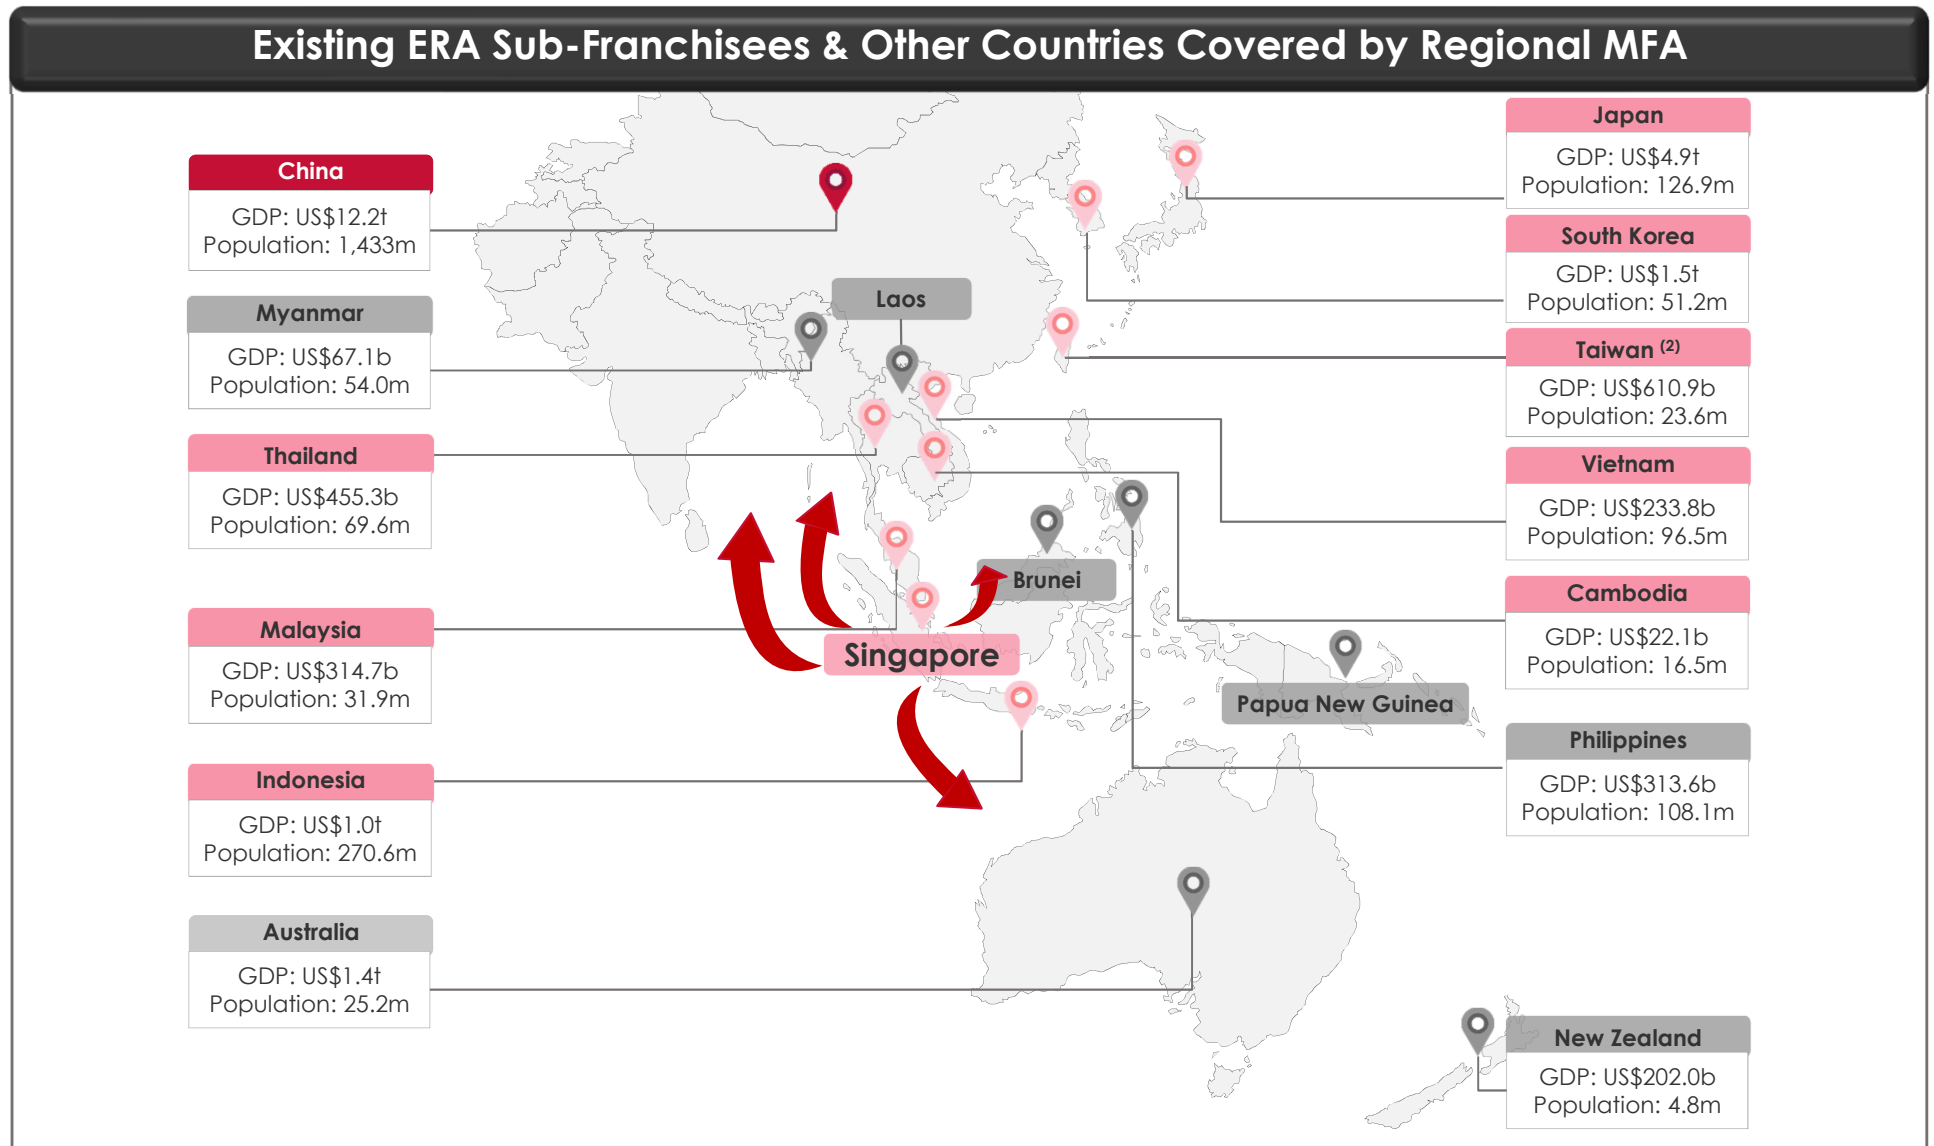 Existing ERA Sub-Franchisees & Other Countries Covered by Regional MFA
China
GDP: US$12.2t
Population: 1,433m
Myanmar
GDP: US$67.1b
Population: 54.0m
Thailand
GDP: US$455.3b
Population: 69.6m
Malaysia
GDP: US$314.7b
Population: 31.9m
Indonesia
GDP: US$1.0t
Population: 270.6m
Australia
GDP: US$1.4t
Population: 25.2m
Laos
Brunei
Singapore
Papua New Guinea
Japan
GDP: US$4.9t
Population: 126.9m
South Korea
GDP: US$1.5t
Population: 51.2m
Taiwan (2)
GDP: US$610.9b
Population: 23.6m
Vietnam
GDP: US$233.8b
Population: 96.5m
Cambodia
GDP: US$22.1b
Population: 16.5m
Philippines
GDP: US$313.6b
Population: 108.1m
New Zealand
GDP: US$202.0b
Population: 4.8m